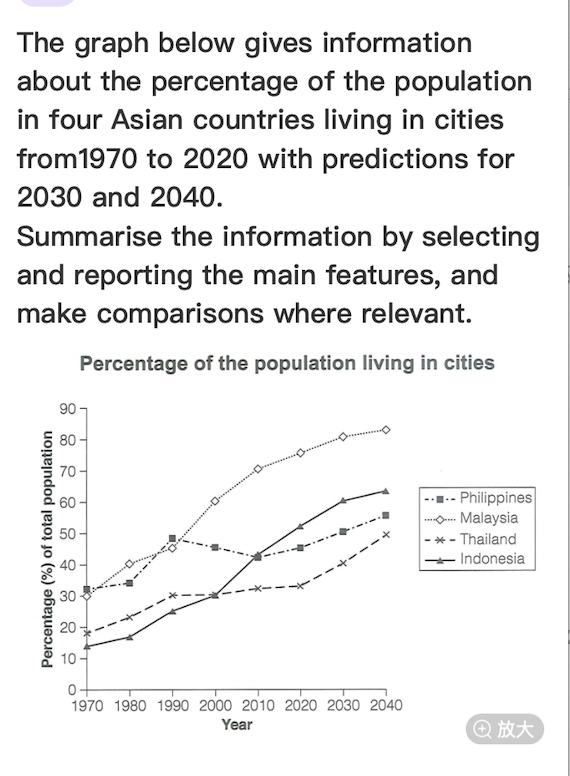 The graph below gives information
about the percentage of the population
in four Asian countries living in cities
from1970 to 2020 with predictions for
2030 and 2040.
Summarise the information by selecting
and reporting the main features, and
make comparisons where relevant.
Percentage of the population living in cities
Percentage (%) of total population
90
80
70
60
50
40
30
20
10
0
1970 1980 1990 2000 2010 2020 2030 2040
Year
Philippines
Malaysia
Thailand
Indonesia
放大